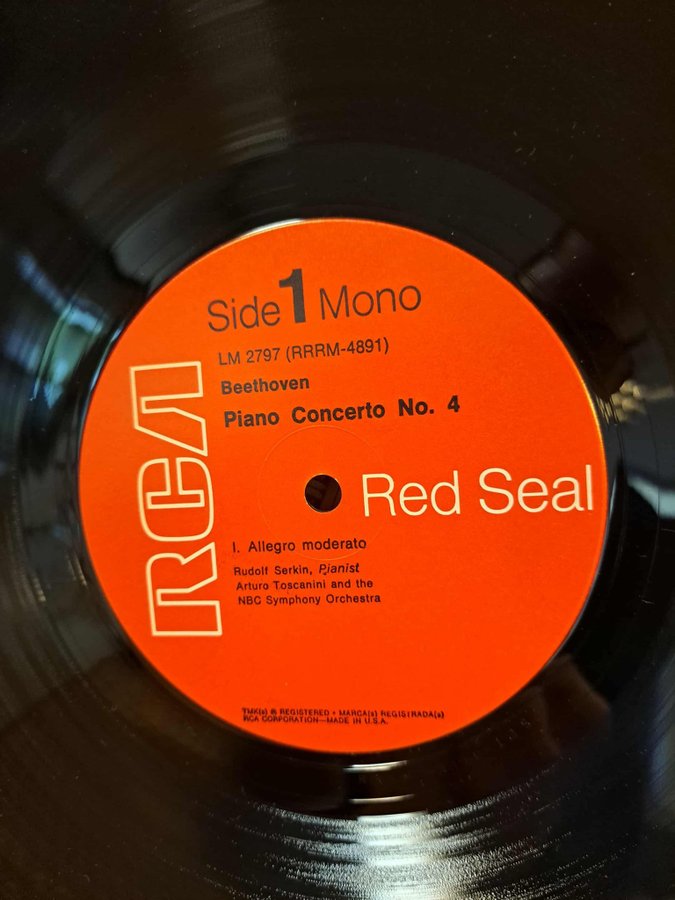 Side 1 Mono
LM 2797 (RRRM-4891)
Beethoven
Piano Concerto No. 4
RCA
Red Seal
I. Allegro moderato
Rudolf Serkin, Pianist
Arturo Toscanini and the
NBC Symphony Orchestra
TMK(s) ® REGISTERED • MARCA(s) REGISTRADA(s)
RCA CORPORATION—MADE IN U.S.A.